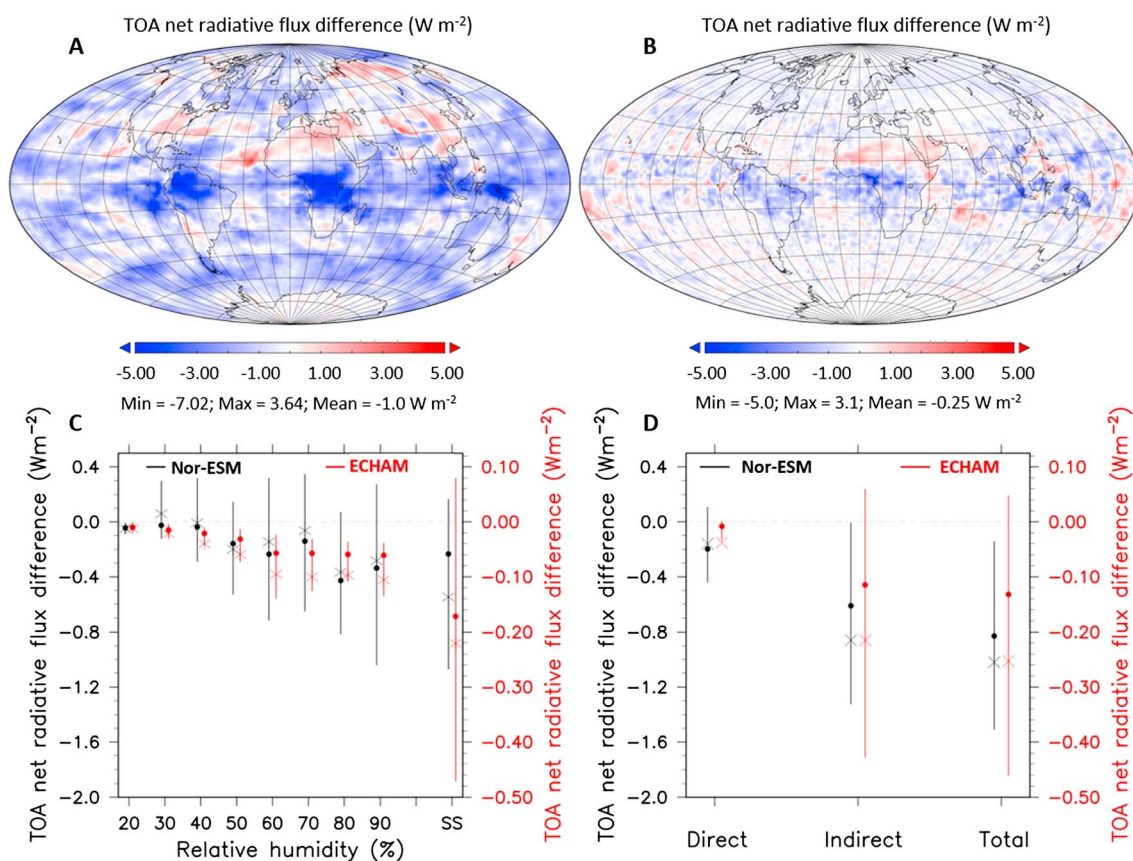 TOA net radiative flux difference (W m⁻²)
A
TOA net radiative flux difference (W m⁻²)
B
-5.00 -3.00 -1.00 1.00 3.00 5.00
Min = -7.02; Max = 3.64; Mean = -1.0 W m⁻²
-5.00 -3.00 -1.00 1.00 3.00 5.00
Min = -5.0; Max = 3.1; Mean = -0.25 W m⁻²
C
TOA net radiative flux difference (Wm⁻²)
0.4
0.0
−0.4
−0.8
−1.2
−1.6
−2.0
Nor-ESM
ECHAM
0.10
0.00
−0.10
−0.20
−0.30
−0.40
−0.50
TOA net radiative flux difference (Wm⁻²)
20 30 40 50 60 70 80 90 SS
Relative humidity (%)
D
TOA net radiative flux difference (Wm⁻²)
0.4
0.0
−0.4
−0.8
−1.2
−1.6
−2.0
Nor-ESM
ECHAM
0.10
0.00
−0.10
−0.20
−0.30
−0.40
−0.50
TOA net radiative flux difference (Wm⁻²)
Direct Indirect Total